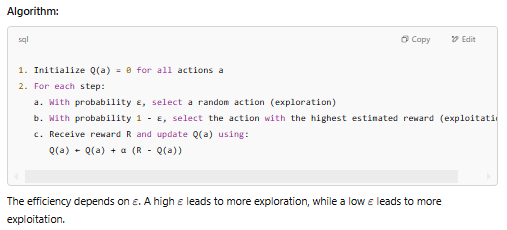 Algorithm:
sql
Copy
Edit
1. Initialize Q(a) = 0 for all actions a
2. For each step:
a. With probability ε, select a random action (exploration)
b. With probability 1 - ε, select the action with the highest estimated reward (exploitati
c. Receive reward R and update Q(a) using:
Q(a) ← Q(a) + α (R - Q(a))
The efficiency depends on ε. A high ε leads to more exploration, while a low ε leads to more
exploitation.